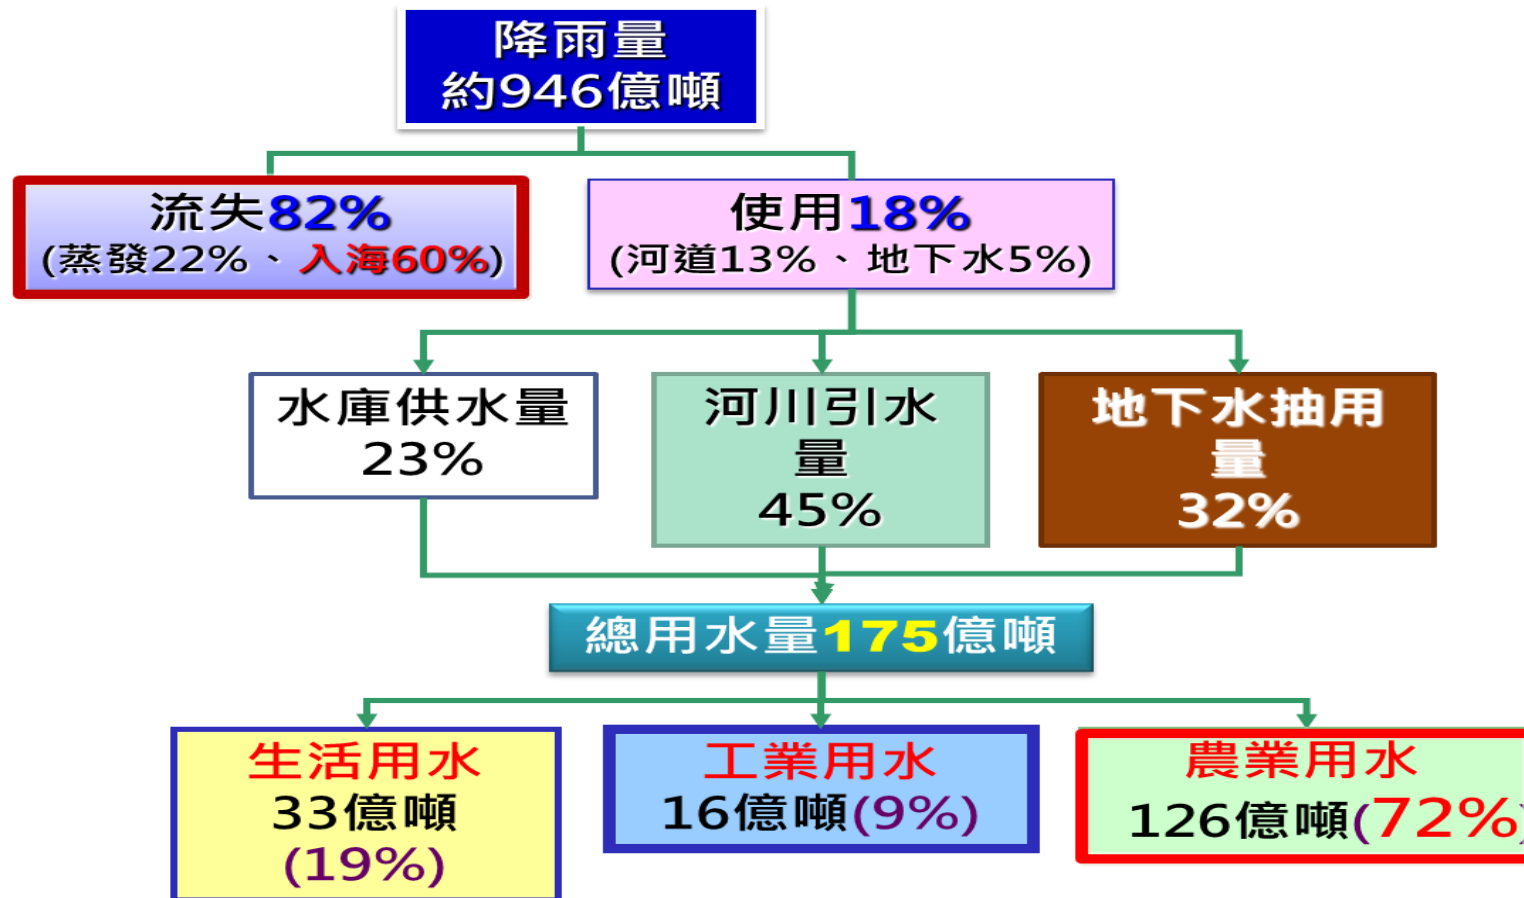 降雨量
約946億噸
流失82%
(蒸發22%、入海60%)
使用18%
(河道13%、地下水5%)
水庫供水量
23%
河川引水
量
45%
地下水抽用
量
32%
總用水量175億噸
生活用水
33億噸
(19%)
工業用水
16億噸(9%)
農業用水
126億噸(72%)